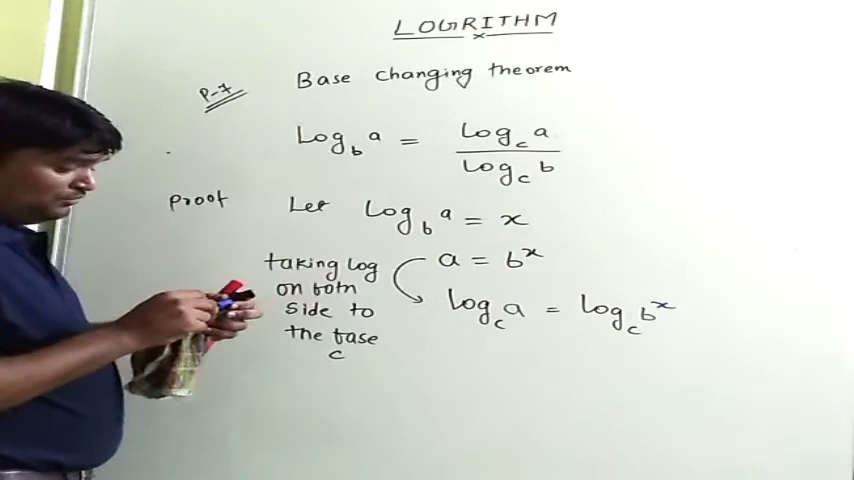 LOGRITHM
P-7 Base changing theorem
Log_b a = log_c a / log_c b
Proof Let Log_b a = x
taking log a = b^x
on both
side to log_c a = log_c b^x
the base
c